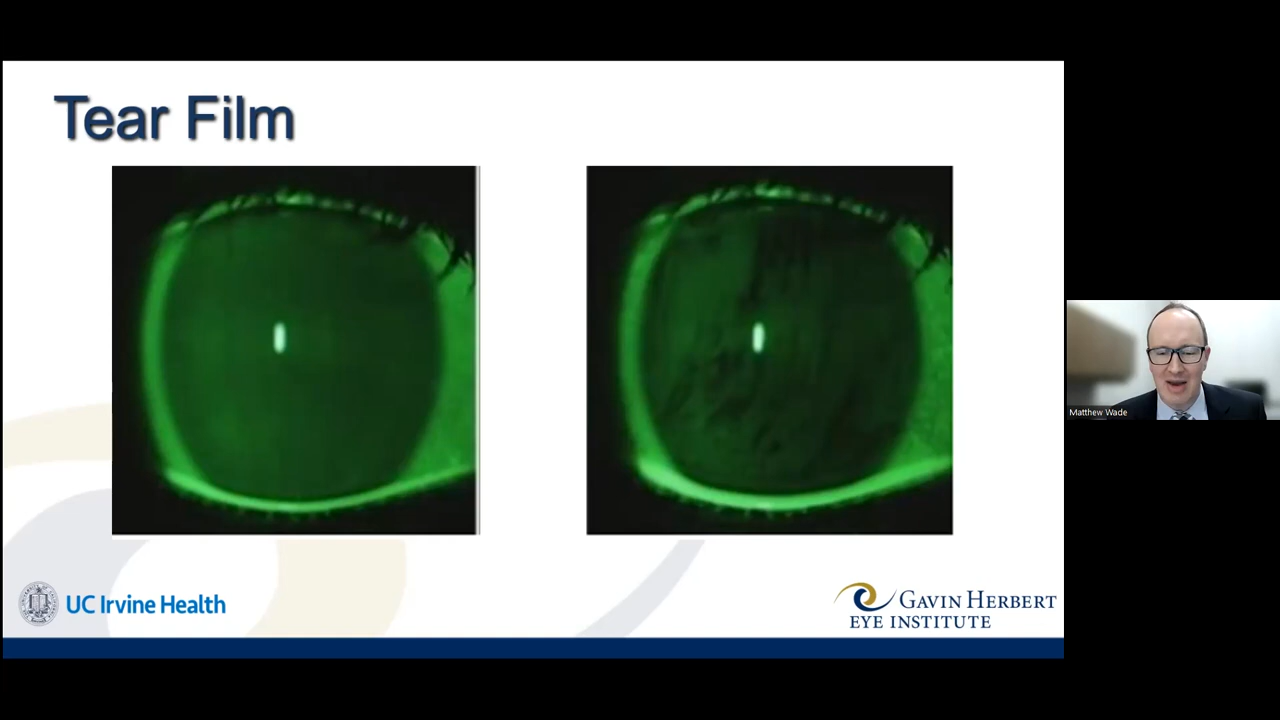 Tear Film
UC Irvine Health
GAVIN HERBERT
EYE INSTITUTE
Matthew Wade